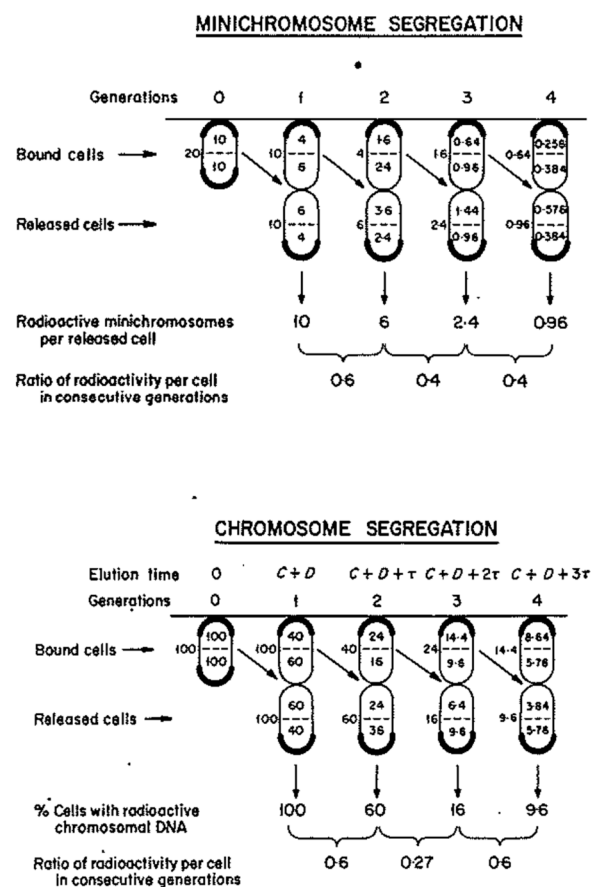 MINICHROMOSOME SEGREGATION
Generations 0 1 2 3 4
10 4 1·6 0·64 0·256
Bound cells 20 10 4 1·6 0·64
10 6 24 0·96 0·384
6 3·6 1·44 0·576
Released cells 10 6 2·4 0·96
4 2·4 0·96 0·384
Radioactive minichromosomes 10 6 2·4 0·96
per released cell
Ratio of radioactivity per cell 0·6 0·4 0·4
in consecutive generations
CHROMOSOME SEGREGATION
Elution time 0 C+D C+D+τ C+D+2τ C+D+3τ
Generations 0 1 2 3 4
100 40 24 14·4 8·64
Bound cells 100 100 40 24 14·4
100 60 16 9·6 5·76
60 24 6·4 3·84
Released cells 100 60 16 9·6
40 36 9·6 5·76
% Cells with radioactive 100 60 16 9·6
chromosomal DNA
Ratio of radioactivity per cell 0·6 0·27 0·6
in consecutive generations